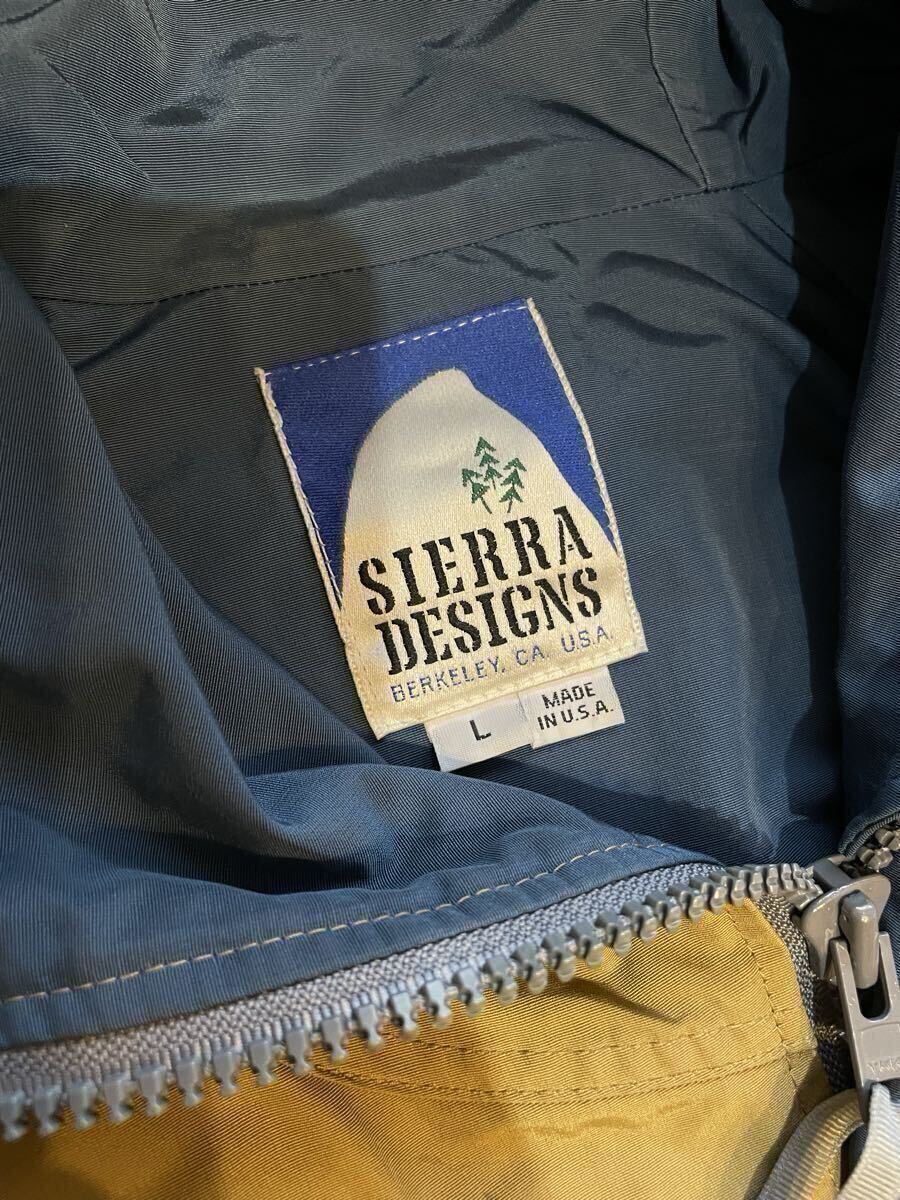 SIERRA
DESIGNS
BERKELEY, CA. U.S.A.
L
MADE
IN U.S.A.